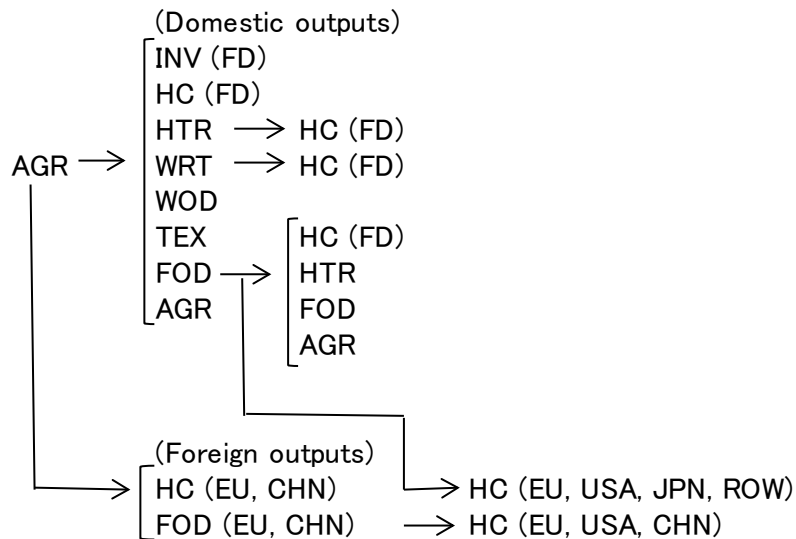 (Domestic outputs)
INV (FD)
HC (FD)
HTR → HC (FD)
AGR → WRT → HC (FD)
WOD
TEX HC (FD)
FOD → HTR
AGR FOD
AGR
(Foreign outputs)
HC (EU, CHN) → HC (EU, USA, JPN, ROW)
FOD (EU, CHN) → HC (EU, USA, CHN)